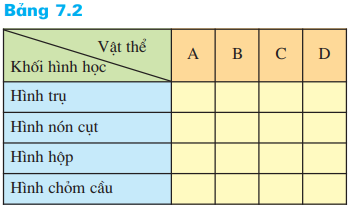 Bảng 7.2
Vật thể
Khối hình học
A B C D
Hình trụ
Hình nón cụt
Hình hộp
Hình chỏm cầu